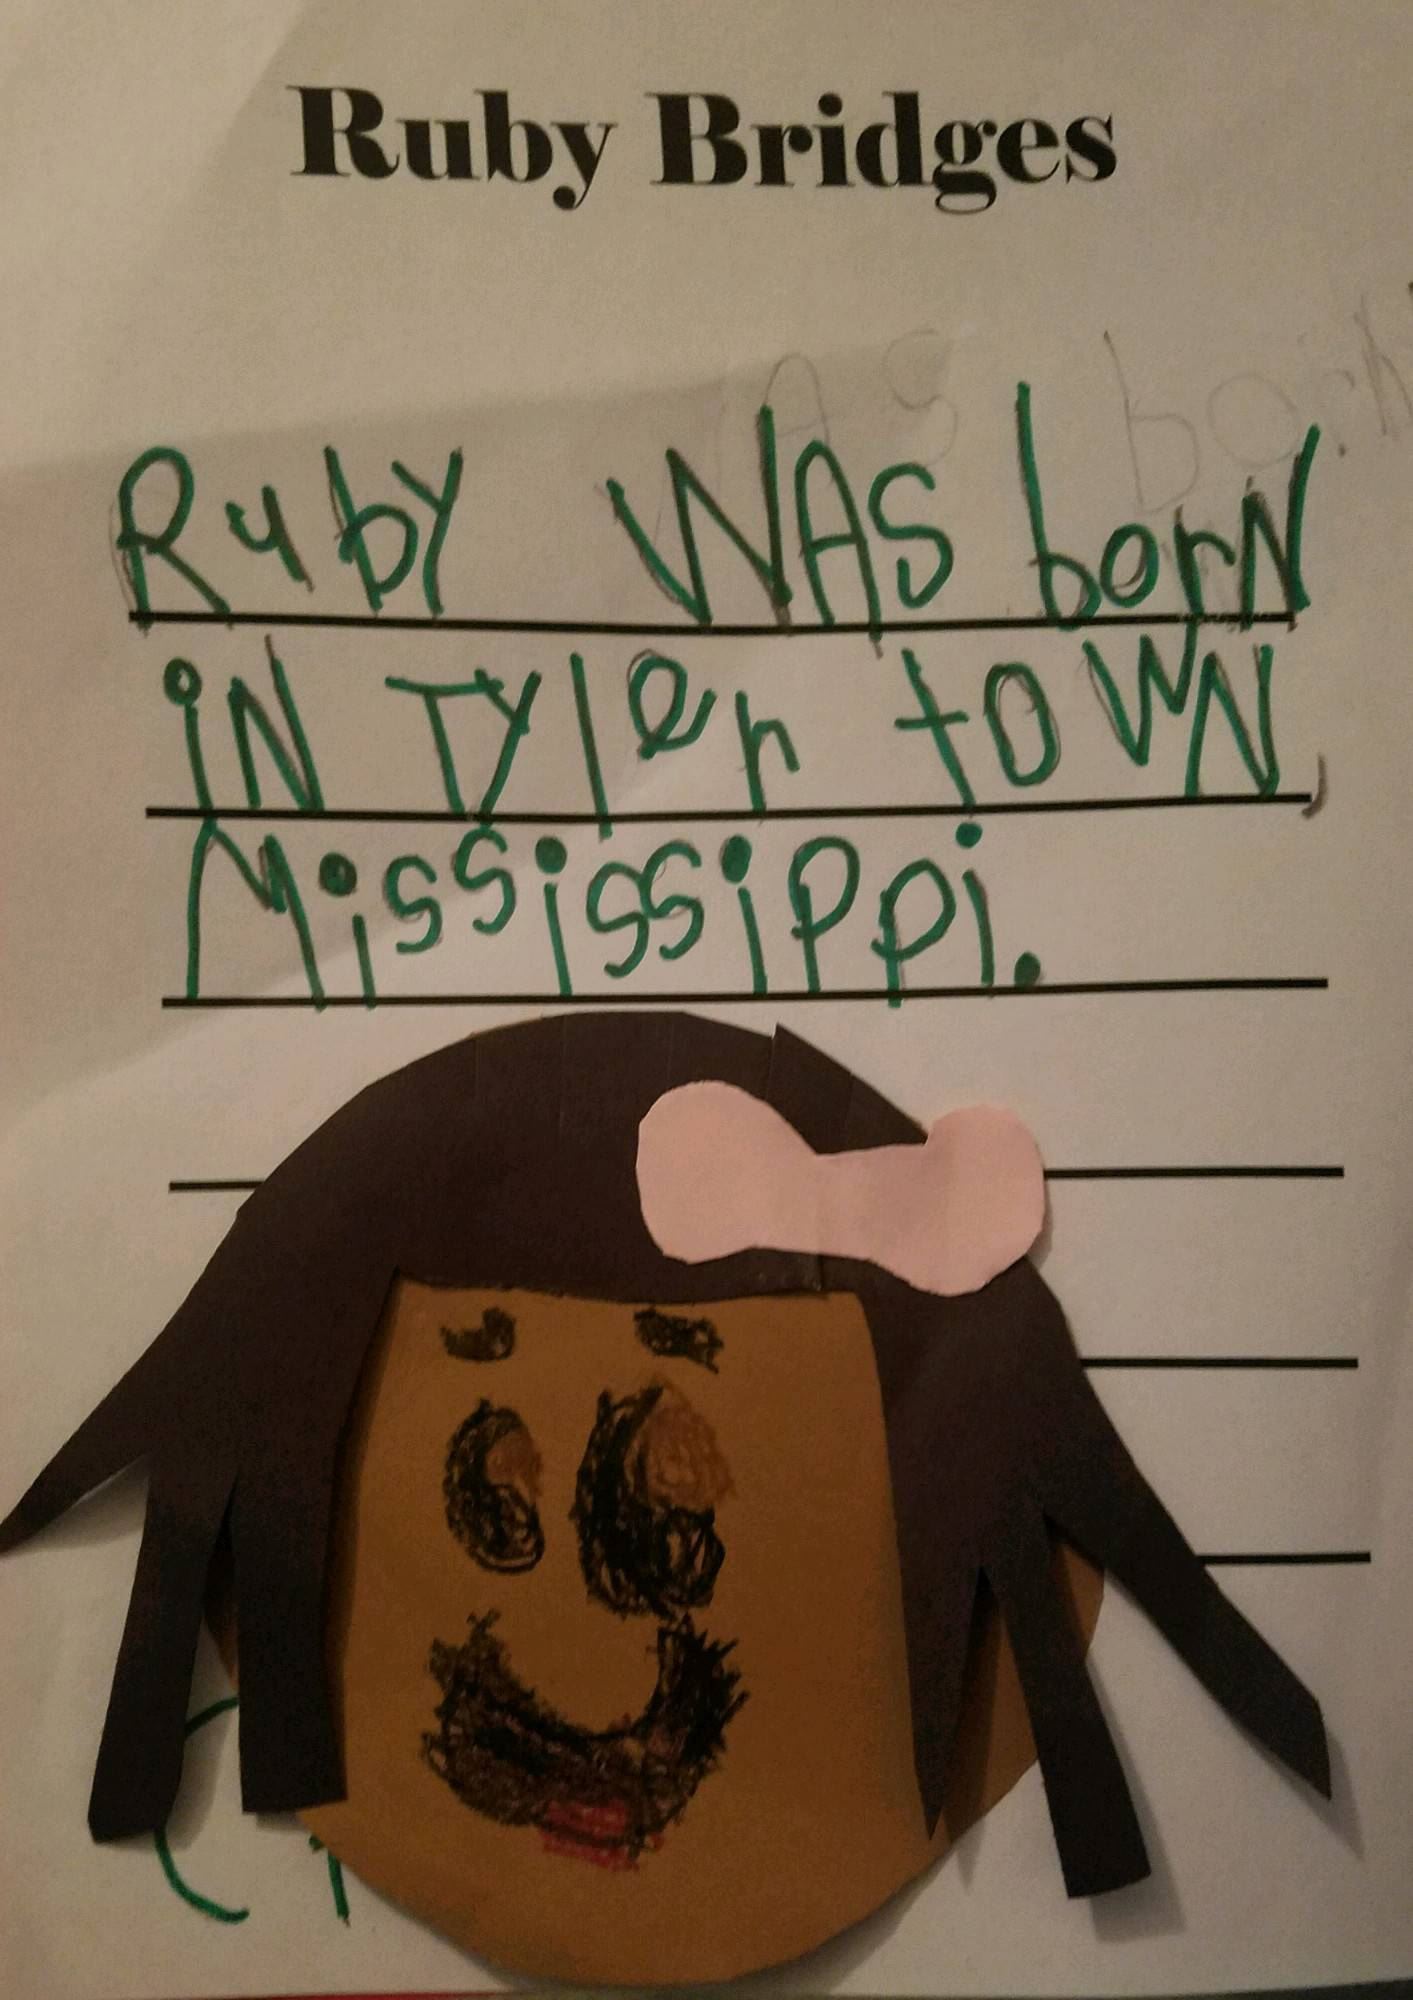 Ruby Bridges
Ruby WAS borN
iN Tyler toWN,
Mississippi.